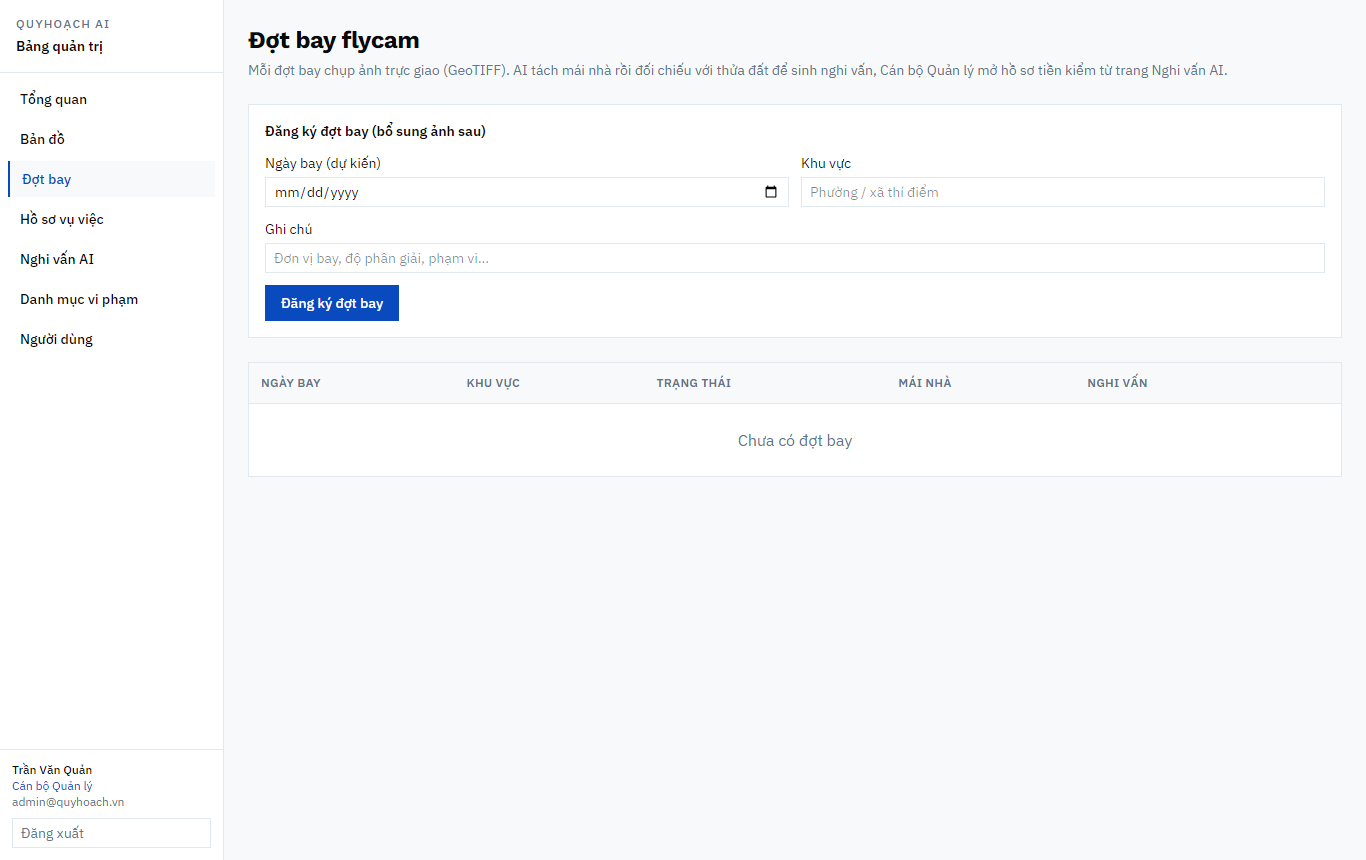 QUYHOẠCH AI
Bảng quản trị
Tổng quan
Bản đồ
Đợt bay
Hồ sơ vụ việc
Nghi vấn AI
Danh mục vi phạm
Người dùng
Trần Văn Quản
Cán bộ Quản lý
admin@quyhoach.vn
Đăng xuất
Đợt bay flycam
Mỗi đợt bay chụp ảnh trực giao (GeoTIFF). AI tách mái nhà rồi đối chiếu với thửa đất để sinh nghi vấn, Cán bộ Quản lý mở hồ sơ tiền kiểm từ trang Nghi vấn AI.
Đăng ký đợt bay (bổ sung ảnh sau)
Ngày bay (dự kiến) Khu vực
mm/dd/yyyy Phường / xã thí điểm
Ghi chú
Đơn vị bay, độ phân giải, phạm vi...
Đăng ký đợt bay
NGÀY BAY KHU VỰC TRẠNG THÁI MÁI NHÀ NGHI VẤN
Chưa có đợt bay